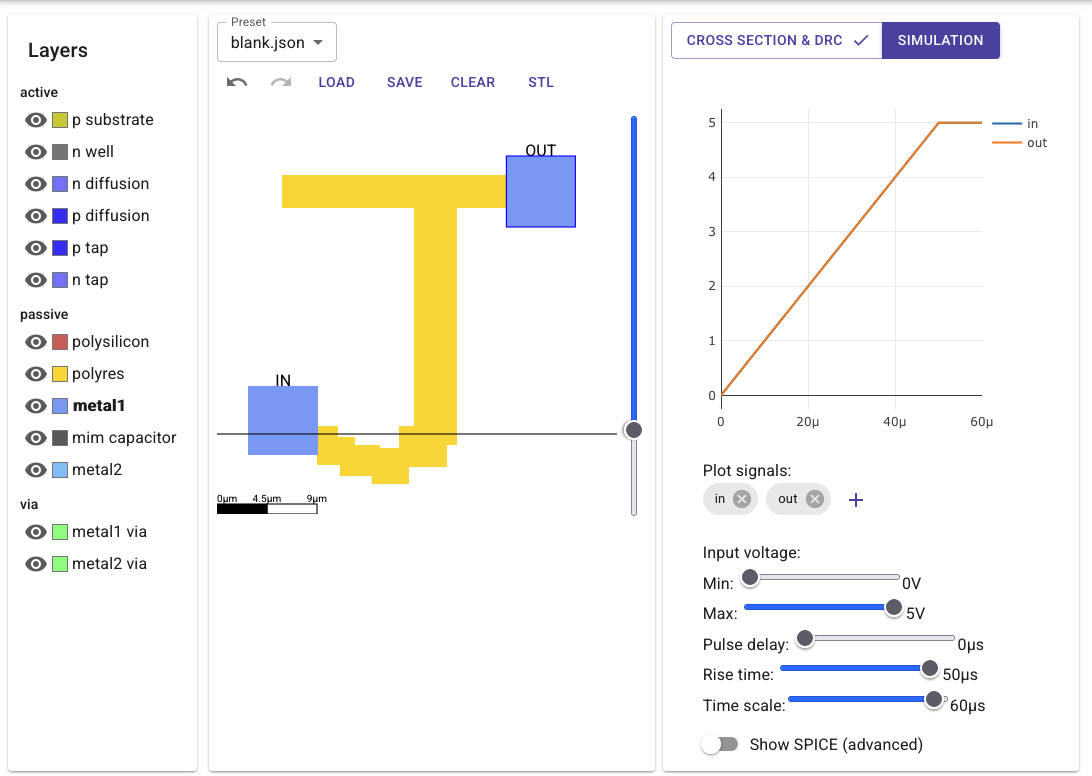 Layers
active
p substrate
n well
n diffusion
p diffusion
p tap
n tap
passive
polysilicon
polyres
metal1
mim capacitor
metal2
via
metal1 via
metal2 via
Preset
blank.json
LOAD SAVE CLEAR STL
OUT
IN
0μm 4.5μm 9μm
CROSS SECTION & DRC SIMULATION
5
4
3
2
1
0
0 20μ 40μ 60μ
in
out
Plot signals:
in out
Input voltage:
Min: 0V
Max: 5V
Pulse delay: 0μs
Rise time: 50μs
Time scale: 60μs
Show SPICE (advanced)